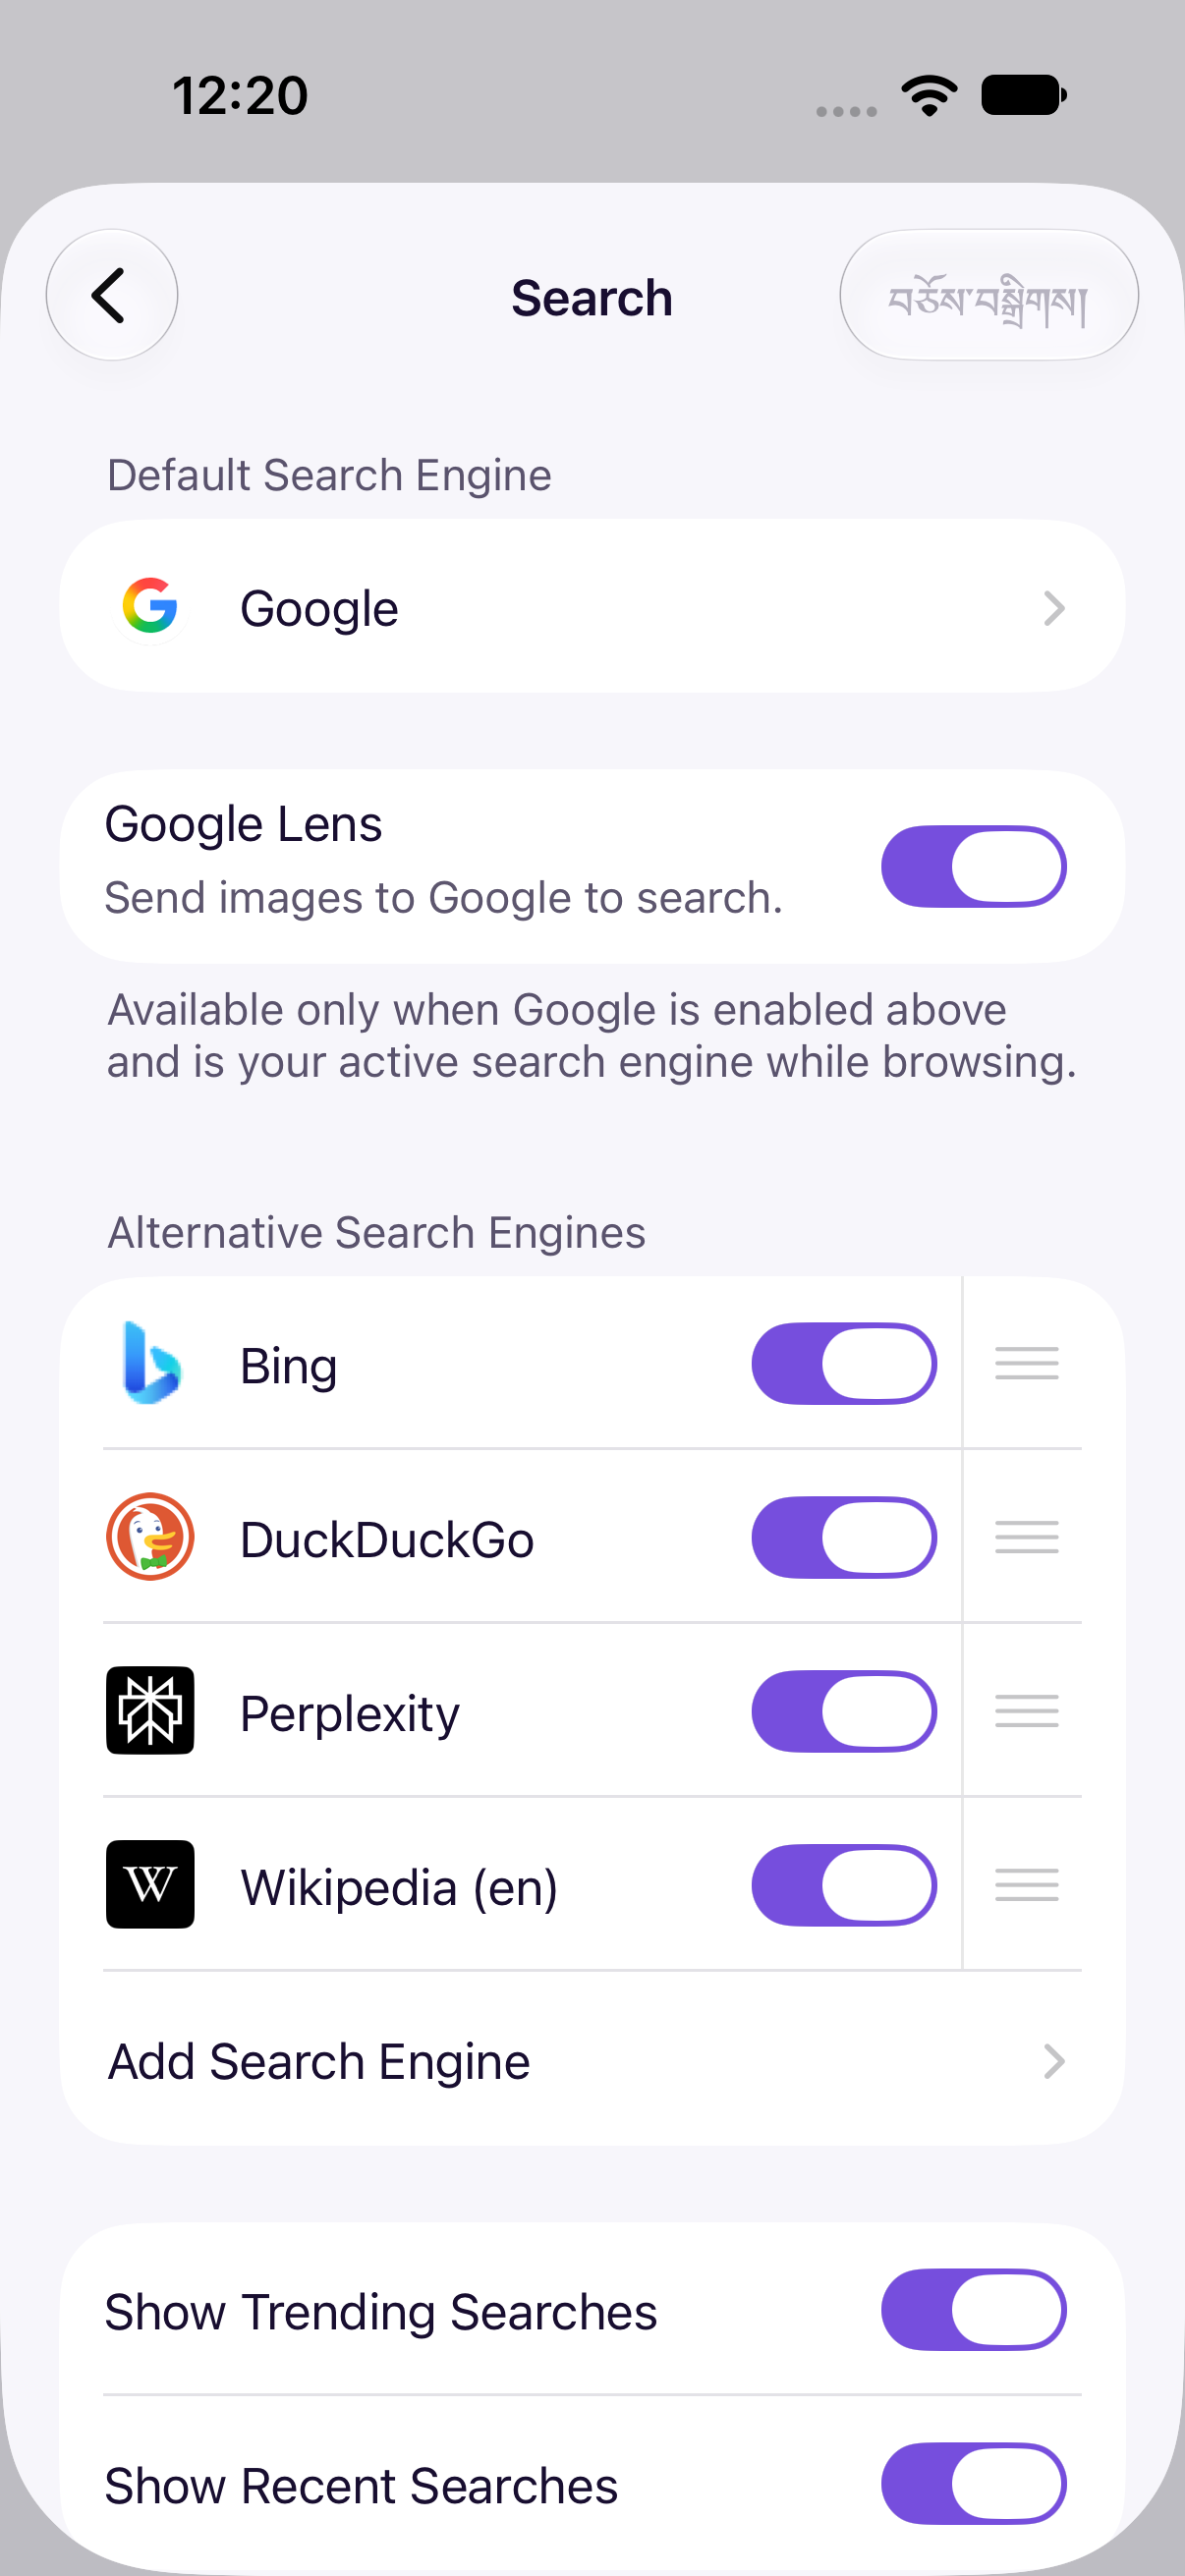 12:20
Search
བཅོས་བསྒྲིགས།
Default Search Engine
Google
Google Lens
Send images to Google to search.
Available only when Google is enabled above
and is your active search engine while browsing.
Alternative Search Engines
Bing
DuckDuckGo
Perplexity
Wikipedia (en)
Add Search Engine
Show Trending Searches
Show Recent Searches